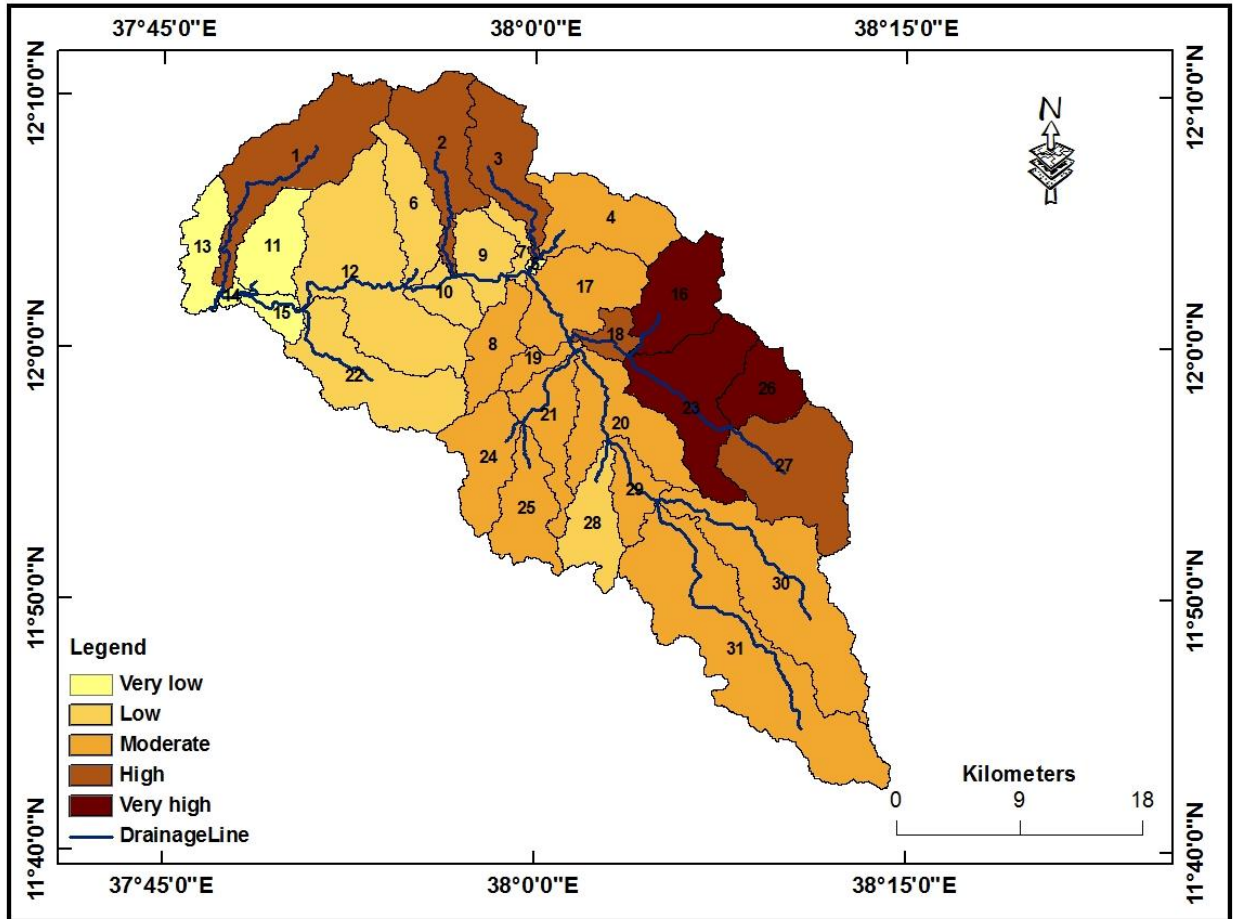 37°45'0"E 38°0'0"E 38°15'0"E
12°10'0"N 12°10'0"N
N
1 2 3
6 4
13 11 9 7
12 17 16
14 10
15 18
8 19
22 26
23
21 20
24 27
25 29
28
30
31
12°0'0"N 12°0'0"N
11°50'0"N 11°50'0"N
Legend
Very low
Low
Moderate
High
Very high
DrainageLine
Kilometers
0 9 18
11°40'0"N 11°40'0"N
37°45'0"E 38°0'0"E 38°15'0"E